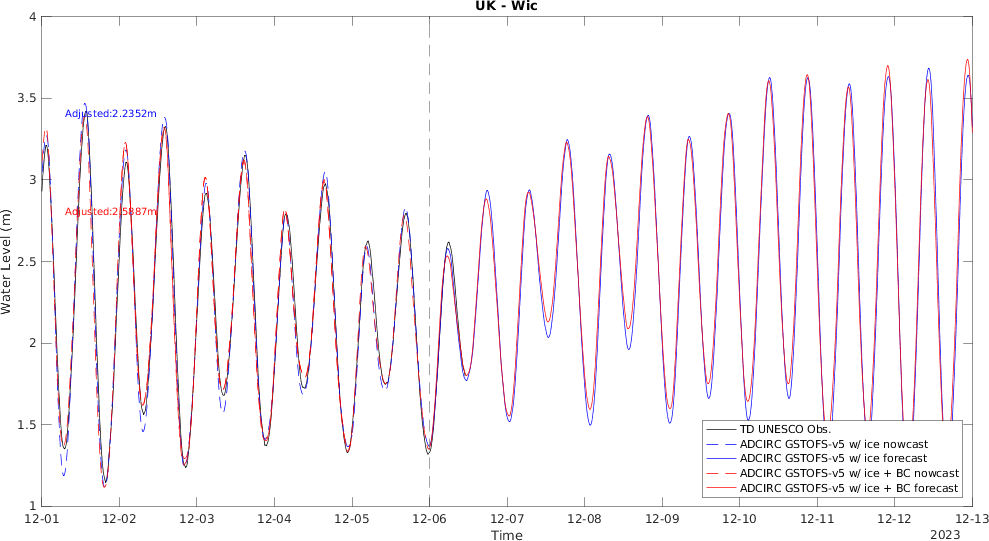 UK - Wic
4
3.5
3
2.5
2
1.5
1
Water Level (m)
Adjusted:2.2352m
Adjusted:2.5887m
TD UNESCO Obs.
ADCIRC GSTOFS-v5 w/ ice nowcast
ADCIRC GSTOFS-v5 w/ ice forecast
ADCIRC GSTOFS-v5 w/ ice + BC nowcast
ADCIRC GSTOFS-v5 w/ ice + BC forecast
12-01 12-02 12-03 12-04 12-05 12-06 12-07 12-08 12-09 12-10 12-11 12-12 12-13
Time
2023